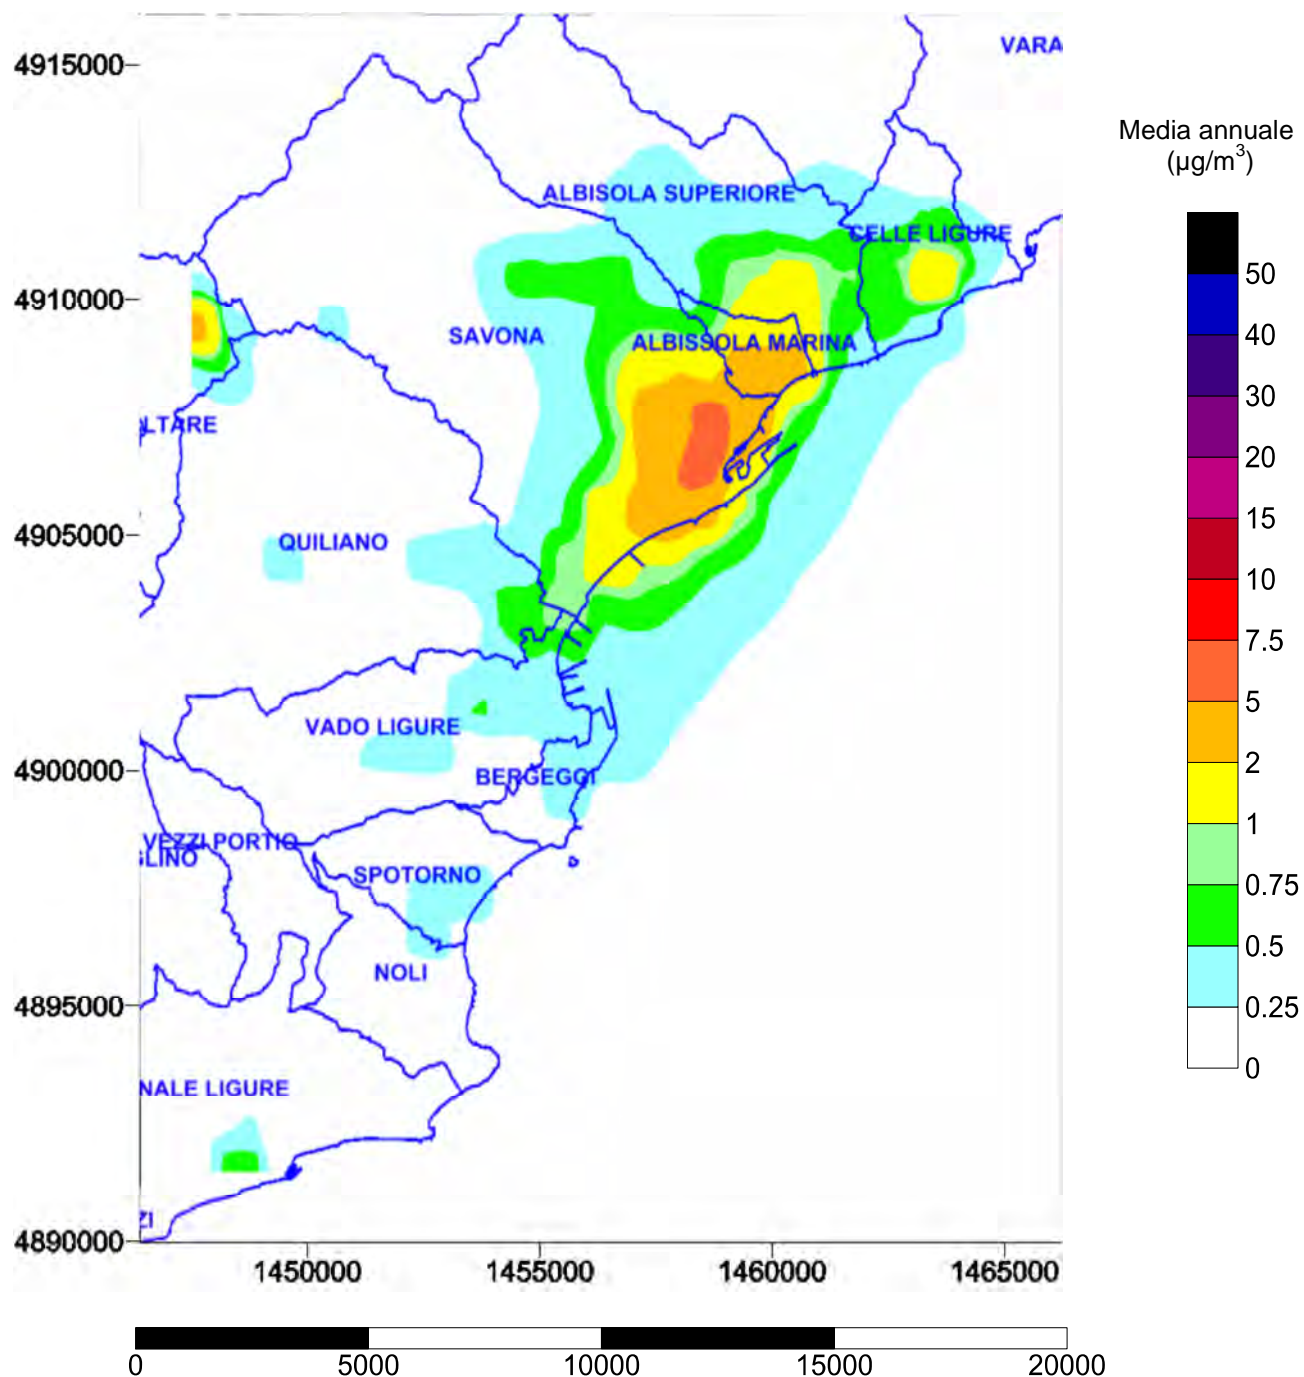 VARA
4915000
Media annuale
(µg/m³)
ALBISOLA SUPERIORE
CELLE LIGURE
50
4910000
SAVONA
ALBISSOLA MARINA
40
30
LTARE
20
15
4905000
QUILIANO
10
7.5
5
VADO LIGURE
4900000
BERGEGGI
2
1
VEZZI PORTIO
GLINO
SPOTORNO
0.75
0.5
NOLI
4895000
0.25
0
NALE LIGURE
ZI
4890000
1450000 1455000 1460000 1465000
0 5000 10000 15000 20000